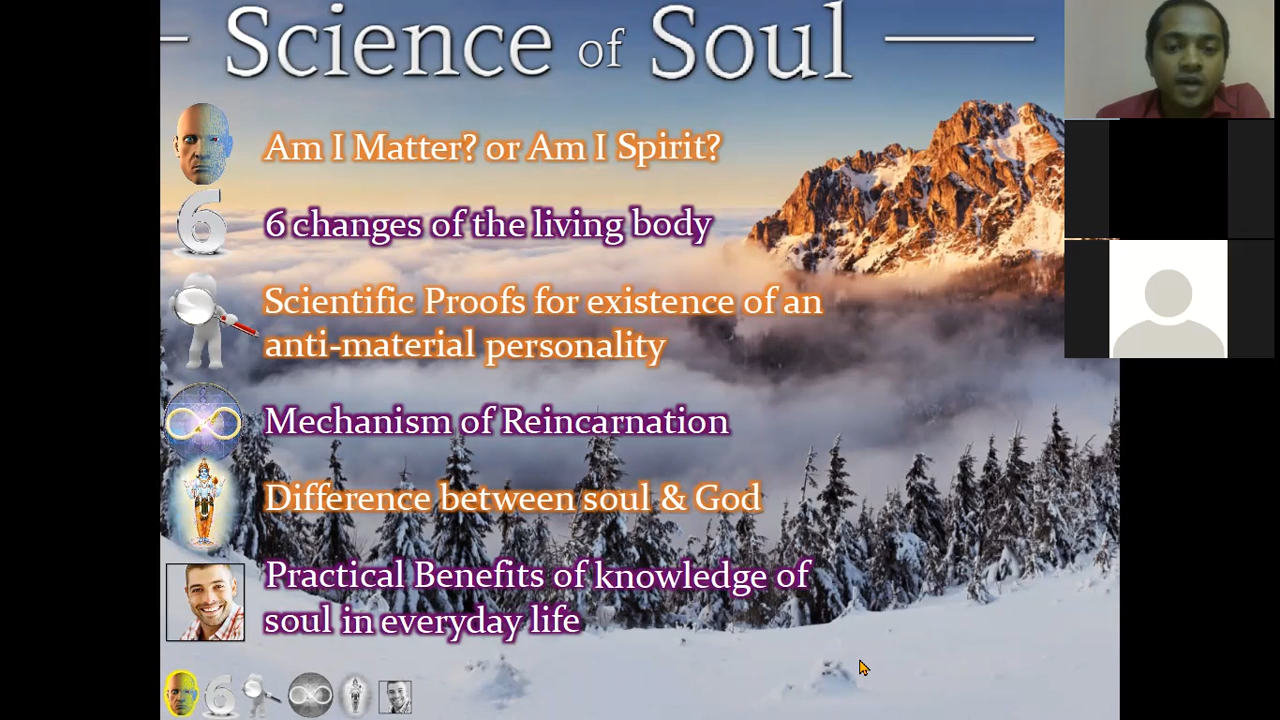 Science of Soul
Am I Matter? or Am I Spirit?
6
6 changes of the living body
Scientific Proofs for existence of an
anti-material personality
Mechanism of Reincarnation
Difference between soul & God
Practical Benefits of knowledge of
soul in everyday life
6